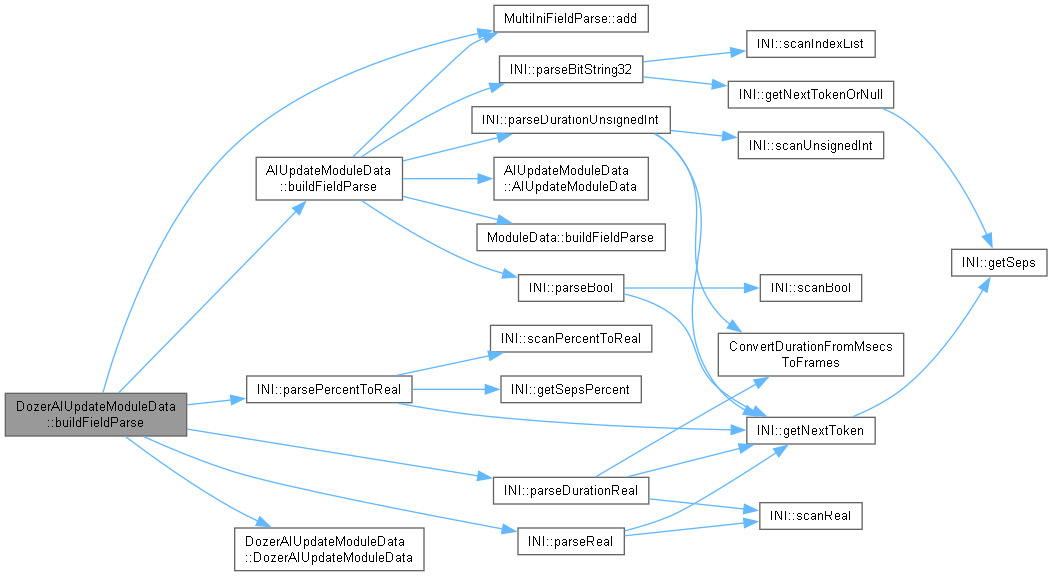 MultiIniFieldParse::add
INI::scanIndexList
INI::parseBitString32
INI::getNextTokenOrNull
INI::parseDurationUnsignedInt
INI::scanUnsignedInt
AIUpdateModuleData
::buildFieldParse
AIUpdateModuleData
::AIUpdateModuleData
ModuleData::buildFieldParse
INI::getSeps
INI::parseBool
INI::scanBool
INI::scanPercentToReal
ConvertDurationFromMsecs
ToFrames
INI::parsePercentToReal
INI::getSepsPercent
DozerAIUpdateModuleData
::buildFieldParse
INI::getNextToken
INI::parseDurationReal
INI::scanReal
INI::parseReal
DozerAIUpdateModuleData
::DozerAIUpdateModuleData